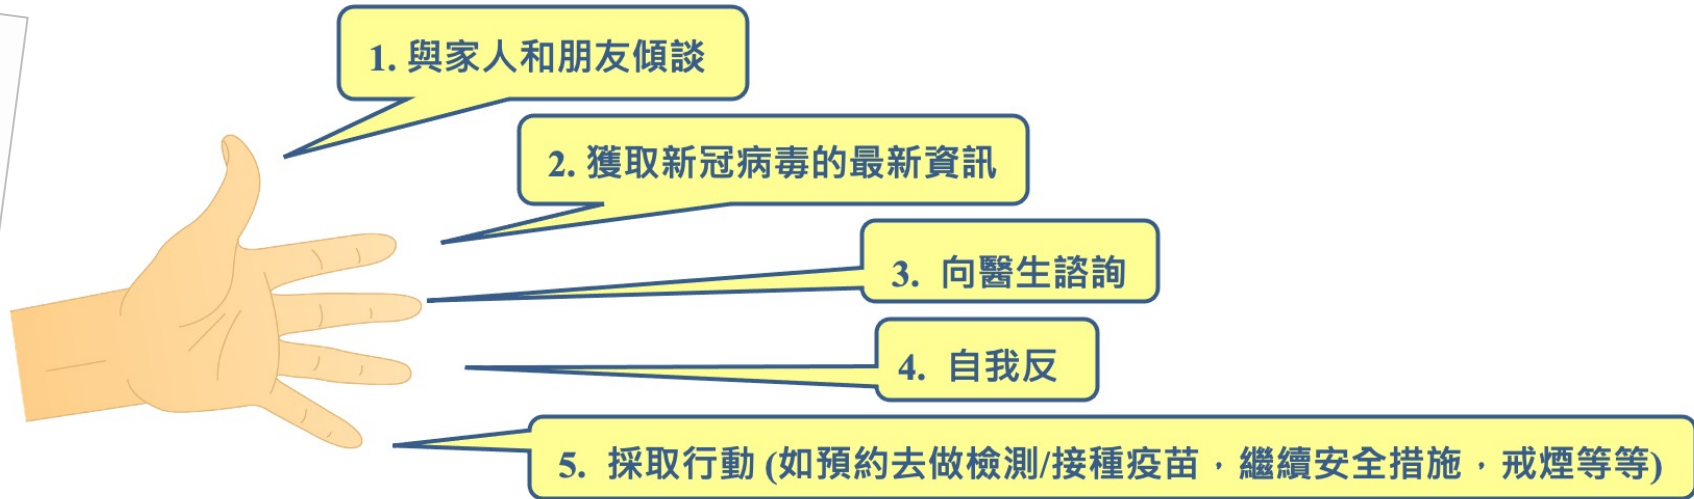 1. 與家人和朋友傾談
2. 獲取新冠病毒的最新資訊
3. 向醫生諮詢
4. 自我反
5. 採取行動 (如預約去做檢測/接種疫苗，繼續安全措施，戒煙等等)